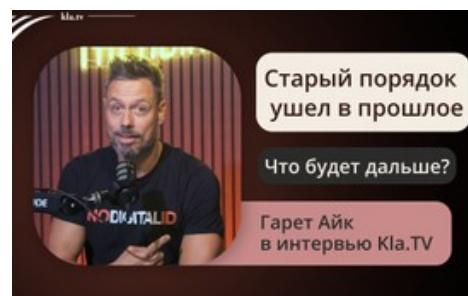 kla.tv
Старый порядок
ушел в прошлое
Что будет дальше?
NODIGITALID
Гарет Айк
в интервью Kla.TV